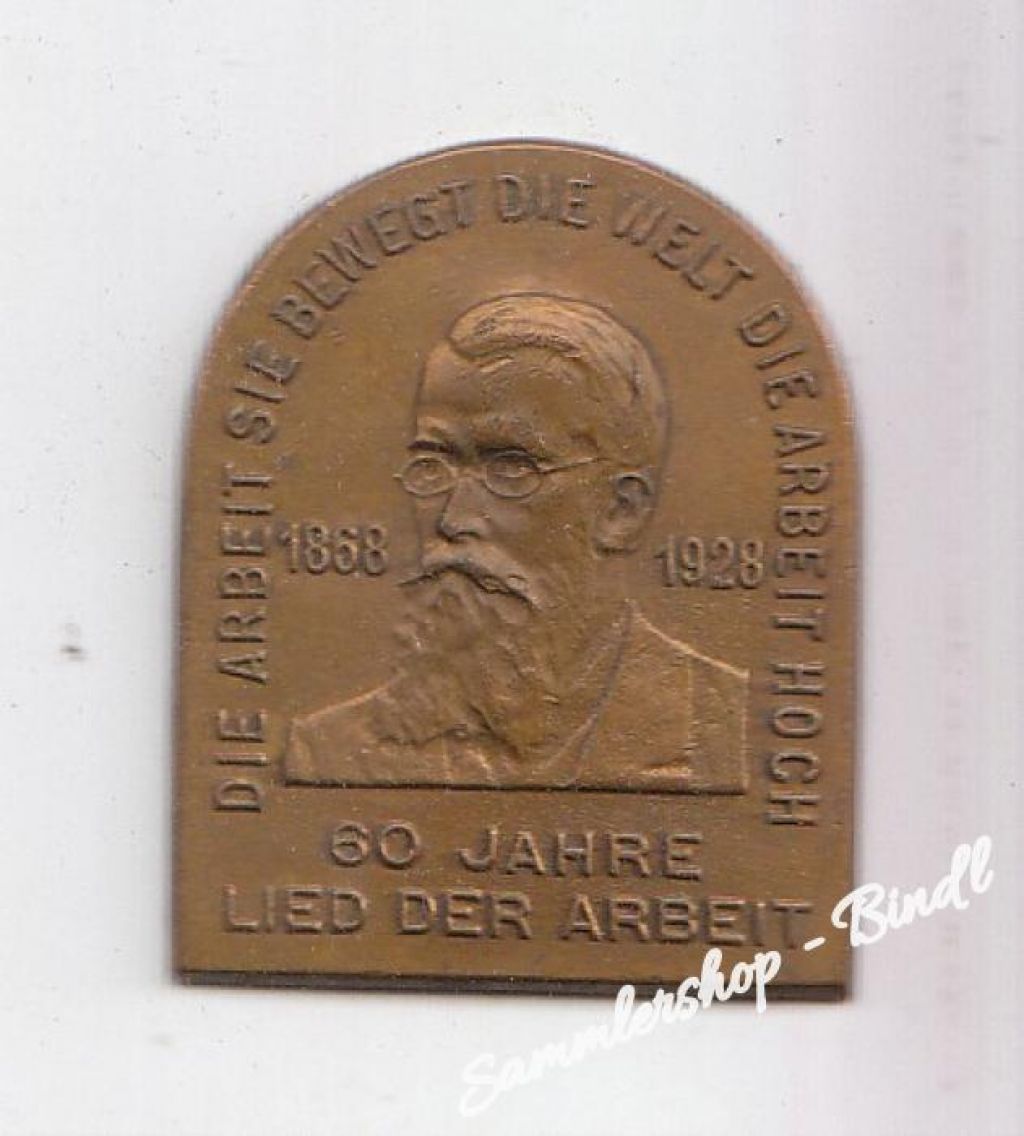 DIE ARBEIT SIE BEWEGT DIE WELT DIE ARBEIT HOCH
1868 1928
60 JAHRE
LIED DER ARBEIT
Sammlershop - Bindl